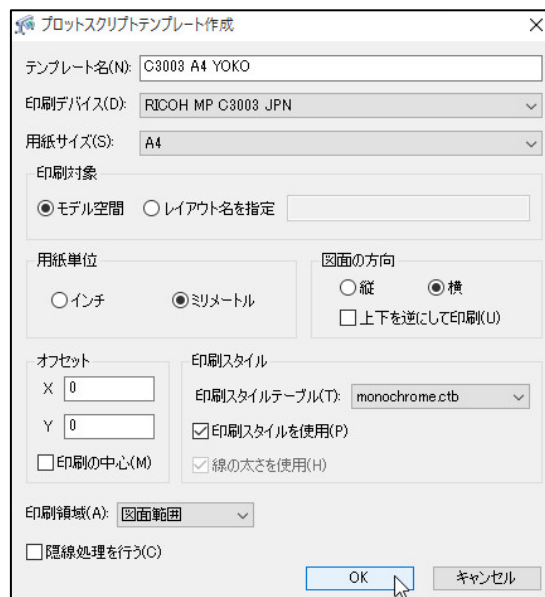 プロットスクリプトテンプレート作成
テンプレート名(N): C3003 A4 YOKO
印刷デバイス(D): RICOH MP C3003 JPN
用紙サイズ(S): A4
印刷対象
モデル空間 レイアウト名を指定
用紙単位
インチ ミリメートル
図面の方向
縦 横
上下を逆にして印刷(U)
オフセット
X 0
Y 0
印刷の中心(M)
印刷スタイル
印刷スタイルテーブル(T): monochrome.ctb
印刷スタイルを使用(P)
線の太さを使用(H)
印刷領域(A): 図面範囲
隠線処理を行う(C)
OK キャンセル